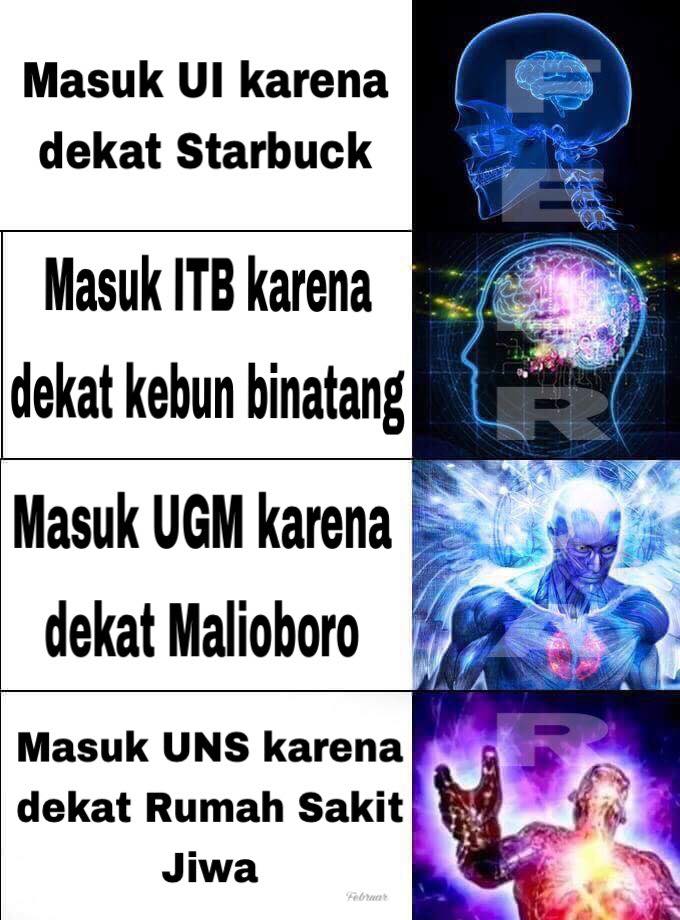 Masuk UI karena
dekat Starbuck
Masuk ITB karena
dekat kebun binatang
Masuk UGM karena
dekat Malioboro
Masuk UNS karena
dekat Rumah Sakit
Jiwa
Februar
F
E
B
R
U
A
R